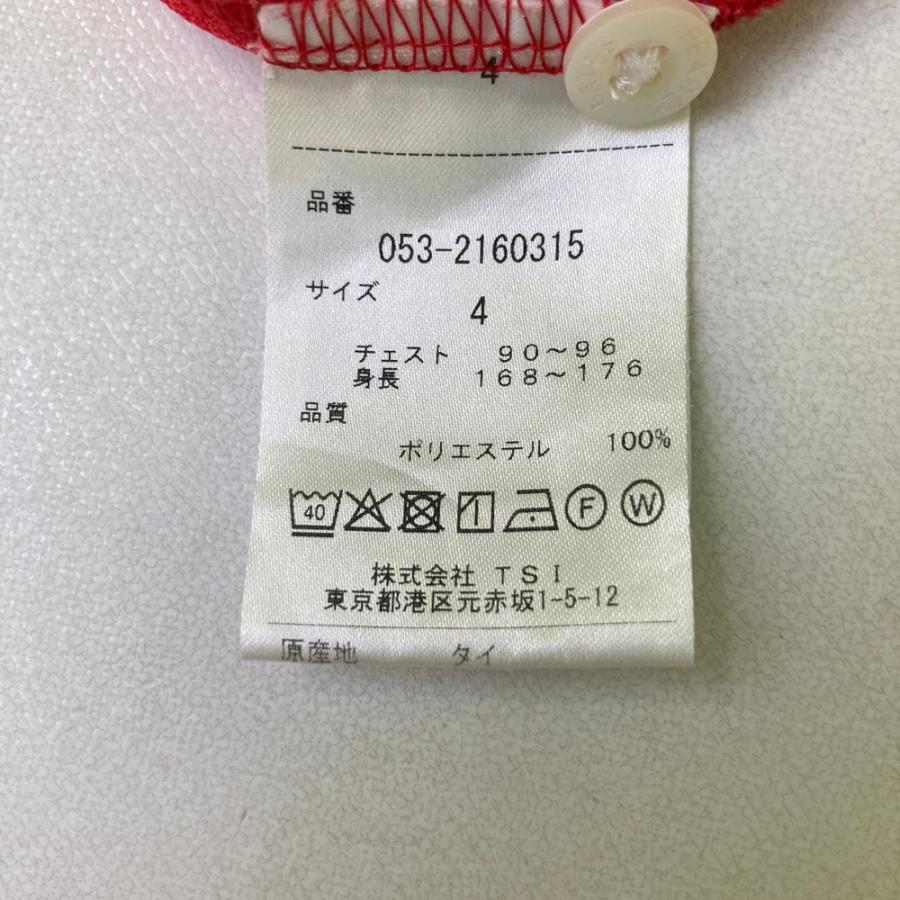 4
品番
053-2160315
サイズ
4
チェスト 90～96
身長 168～176
品質
ポリエステル 100%
40 F W
株式会社 TSI
東京都港区元赤坂1-5-12
原産地 タイ